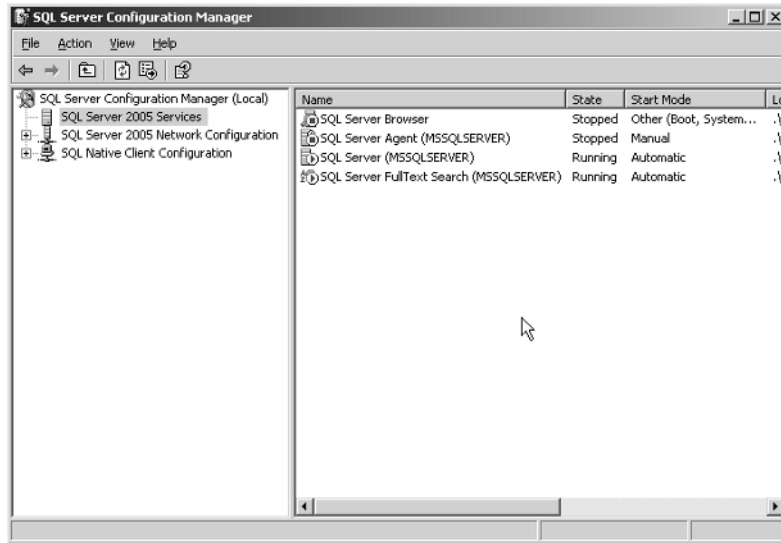 SQL Server Configuration Manager
File Action View Help
SQL Server Configuration Manager (Local)
SQL Server 2005 Services
SQL Server 2005 Network Configuration
SQL Native Client Configuration
Name State Start Mode
SQL Server Browser Stopped Other (Boot, System...
SQL Server Agent (MSSQLSERVER) Stopped Manual
SQL Server (MSSQLSERVER) Running Automatic
SQL Server FullText Search (MSSQLSERVER) Running Automatic